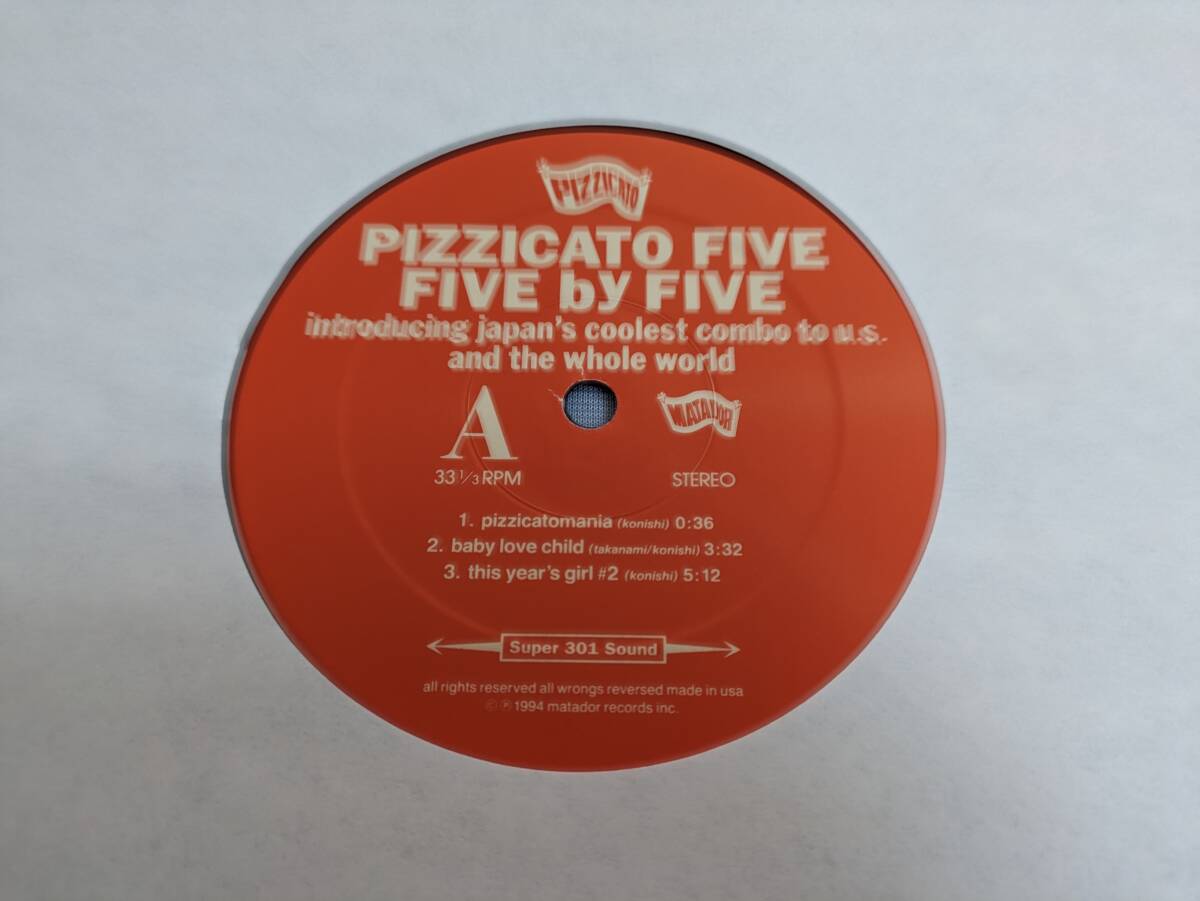 PIZZICATO
PIZZICATO FIVE
FIVE by FIVE
introducing japan's coolest combo to u.s.
and the whole world
A
MATADOR
33 1/3 RPM
STEREO
1. pizzicatomania (konishi) 0:36
2. baby love child (takanami/konishi) 3:32
3. this year's girl #2 (konishi) 5:12
Super 301 Sound
all rights reserved all wrongs reversed made in usa
©℗1994 matador records inc.